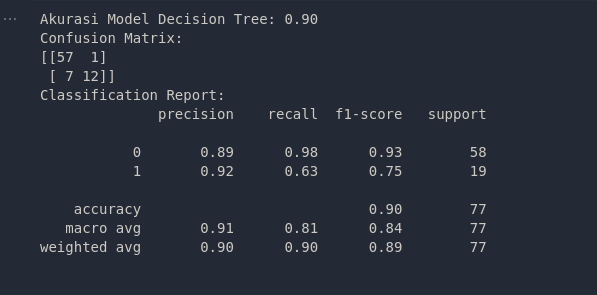 Akurasi Model Decision Tree: 0.90
Confusion Matrix:
[[57  1]
 [ 7 12]]
Classification Report:
              precision    recall  f1-score   support

           0       0.89      0.98      0.93        58
           1       0.92      0.63      0.75        19

    accuracy                           0.90        77
   macro avg       0.91      0.81      0.84        77
weighted avg       0.90      0.90      0.89        77